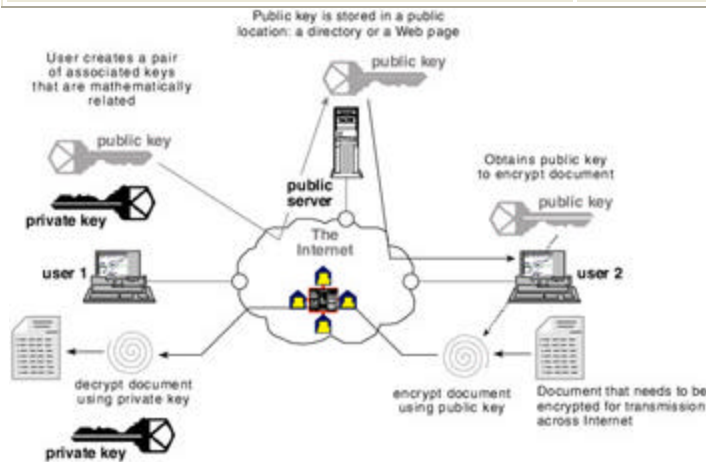 Public key is stored in a public
location: a directory or a Web page
User creates a pair
of associated keys
that are mathematically
related
public key
public key
Obtains public key
to encrypt document
public
server
public key
private key
The
Internet
user 1
user 2
decrypt document
using private key
encrypt document
using public key
Document that needs to be
encrypted for transmission
across Internet
private key